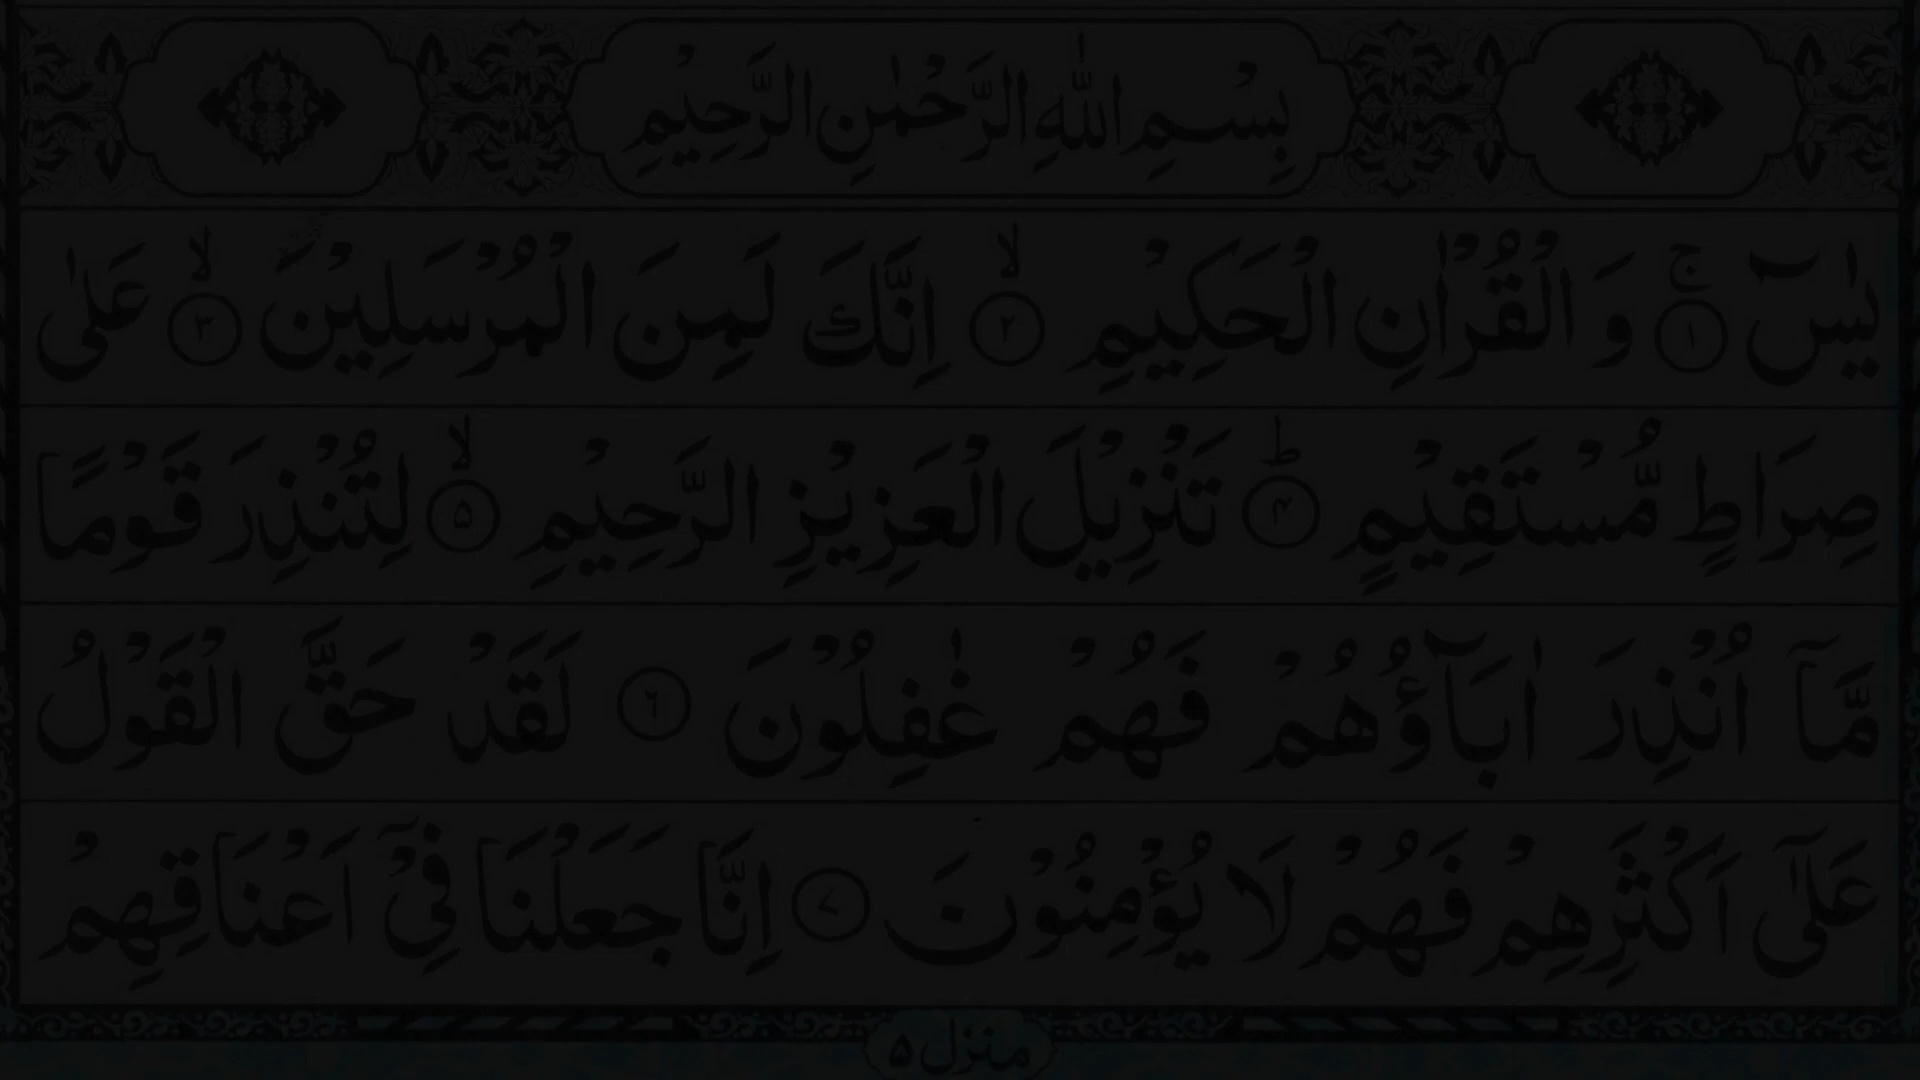 بِسْمِ اللّٰهِ الرَّحْمٰنِ الرَّحِيْمِ
يٰسٓ ۚ ﴿۱﴾ وَ الْقُرْاٰنِ الْحَكِيْمِ ۙ ﴿۲﴾ اِنَّكَ لَمِنَ الْمُرْسَلِيْنَ ۙ ﴿۳﴾ عَلٰى
صِرَاطٍ مُّسْتَقِيْمٍ ؕ ﴿۴﴾ تَنْزِيْلَ الْعَزِيْزِ الرَّحِيْمِ ۙ ﴿۵﴾ لِتُنْذِرَ قَوْمًا
مَّاۤ اُنْذِرَ اٰبَآؤُهُمْ فَهُمْ غٰفِلُوْنَ ﴿٦﴾ لَقَدْ حَقَّ الْقَوْلُ
عَلٰۤى اَكْثَرِهِمْ فَهُمْ لَا يُؤْمِنُوْنَ ﴿۷﴾ اِنَّا جَعَلْنَا فِيْۤ اَعْنَاقِهِمْ
منزل ۵